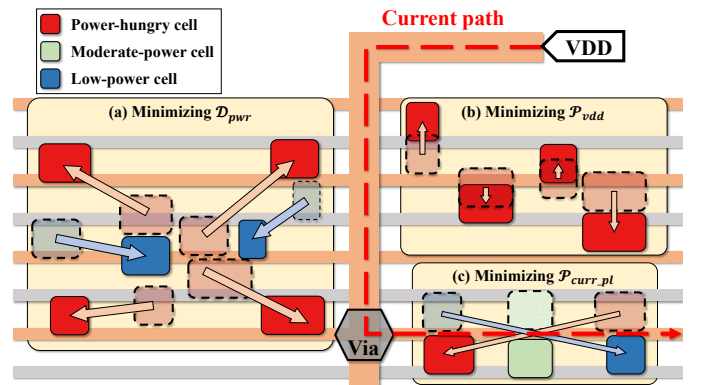 Current path
Power-hungry cell
VDD
Moderate-power cell
Low-power cell
(a) Minimizing 𝒟pwr
(b) Minimizing 𝒫vdd
(c) Minimizing 𝒫curr_pl
Via